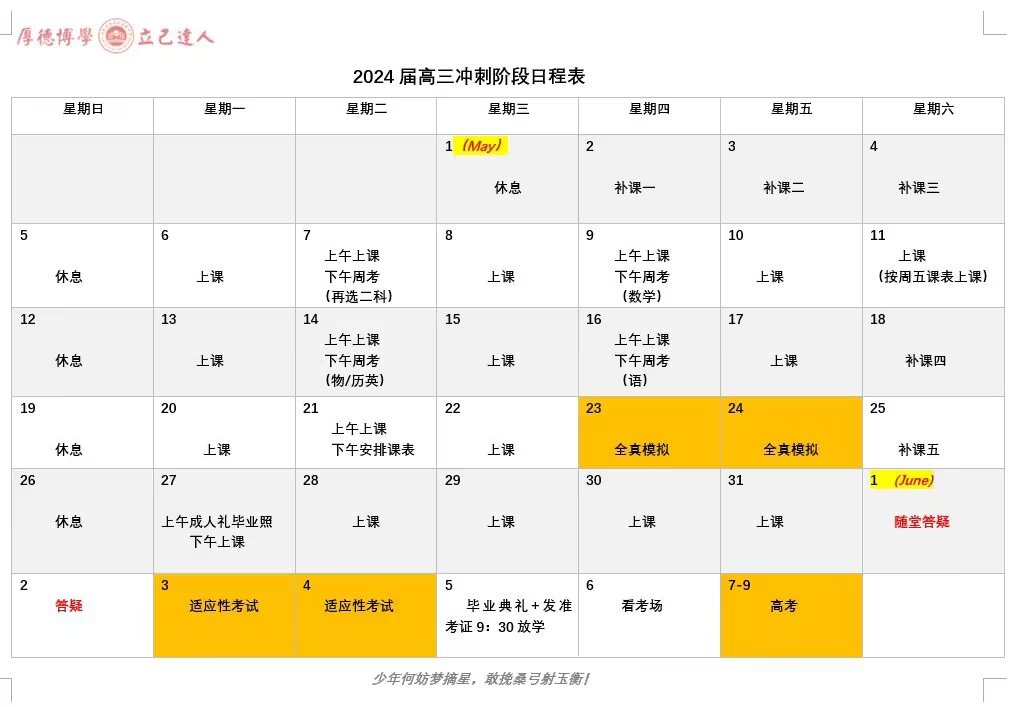 厚德博學 立己達人
2024 届高三冲刺阶段日程表
星期日 星期一 星期二 星期三 星期四 星期五 星期六
1 (May)
休息
2
补课一
3
补课二
4
补课三
5
休息
6
上课
7
上午上课
下午周考
(再选二科)
8
上课
9
上午上课
下午周考
(数学)
10
上课
11
上课
(按周五课表上课)
12
休息
13
上课
14
上午上课
下午周考
(物/历英)
15
上课
16
上午上课
下午周考
(语)
17
上课
18
补课四
19
休息
20
上课
21
上午上课
下午安排课表
22
上课
23
全真模拟
24
全真模拟
25
补课五
26
休息
27
上午成人礼毕业照
下午上课
28
上课
29
上课
30
上课
31
上课
1 (June)
随堂答疑
2
答疑
3
适应性考试
4
适应性考试
5
毕业典礼+发准
考证 9：30 放学
6
看考场
7-9
高考
少年何妨梦摘星，敢挽桑弓射玉衡！